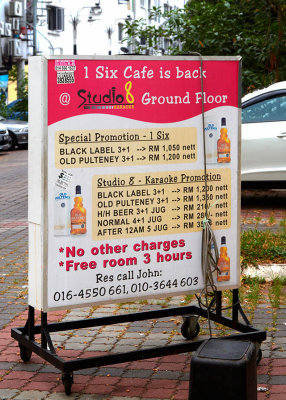 1 Six Cafe is back
@ Studio 8 Ground Floor
KARAOKE
Special Promotion - 1 Six
BLACK LABEL 3+1 --> RM 1,050 nett
OLD PULTENEY 3+1 --> RM 1,200 nett
Studio 8 - Karaoke Promotion
BLACK LABEL 3+1 --> RM 1,200 nett
OLD PULTENEY 3+1 --> RM 1,350 nett
H/H BEER 3+1 JUG --> RM nett
NORMAL 4+1 JUG --> RM nett
AFTER 12AM 5 JUG --> RM nett
*No other charges
*Free room 3 hours
Res call John:
016-4550 661, 010-3644 603